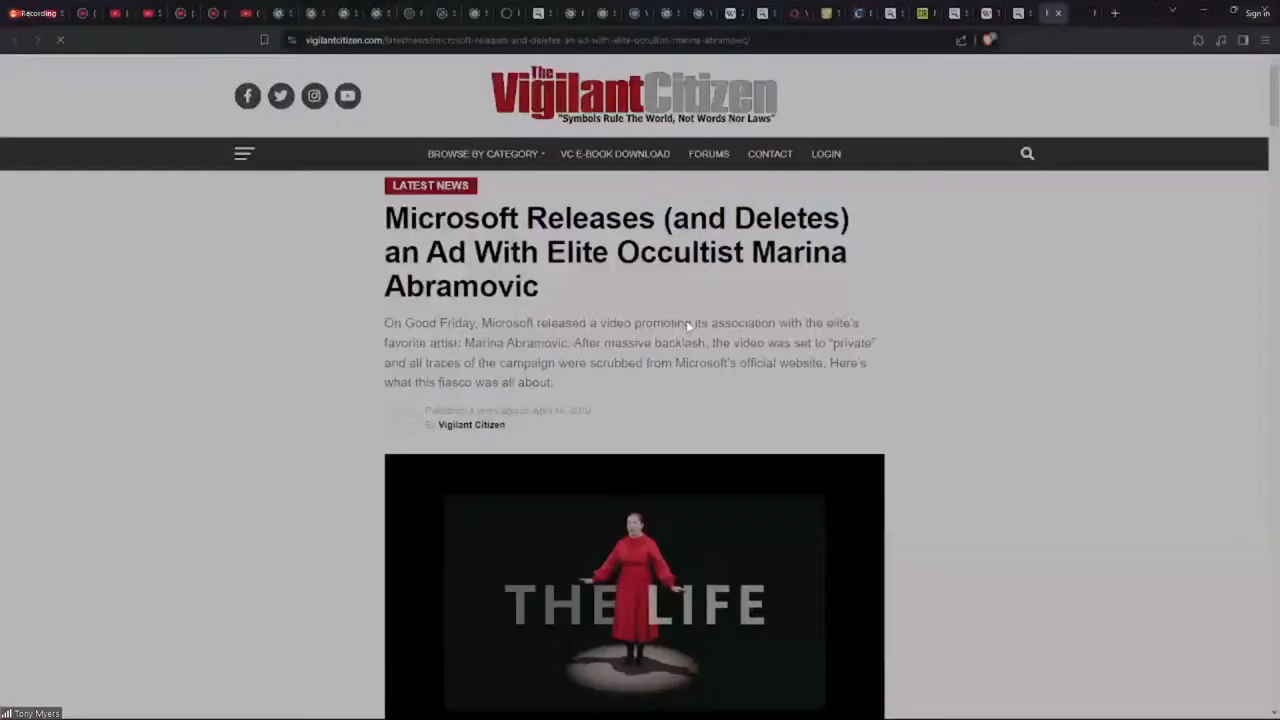 Recording
Sign in
vigilantcitizen.com/latestnews/microsoft-releases-and-deletes-an-ad-with-elite-occultist-marina-abramovic/
The
VigilantCitizen
"Symbols Rule The World, Not Words Nor Laws"
BROWSE BY CATEGORY
VC E-BOOK DOWNLOAD
FORUMS
CONTACT
LOGIN
LATEST NEWS
Microsoft Releases (and Deletes)
an Ad With Elite Occultist Marina
Abramovic
On Good Friday, Microsoft released a video promoting its association with the elite's
favorite artist: Marina Abramovic. After massive backlash, the video was set to "private"
and all traces of the campaign were scrubbed from Microsoft's official website. Here's
what this fiasco was all about.
Published 4 years ago on April 14, 2020
By Vigilant Citizen
THE LIFE
Tony Myers